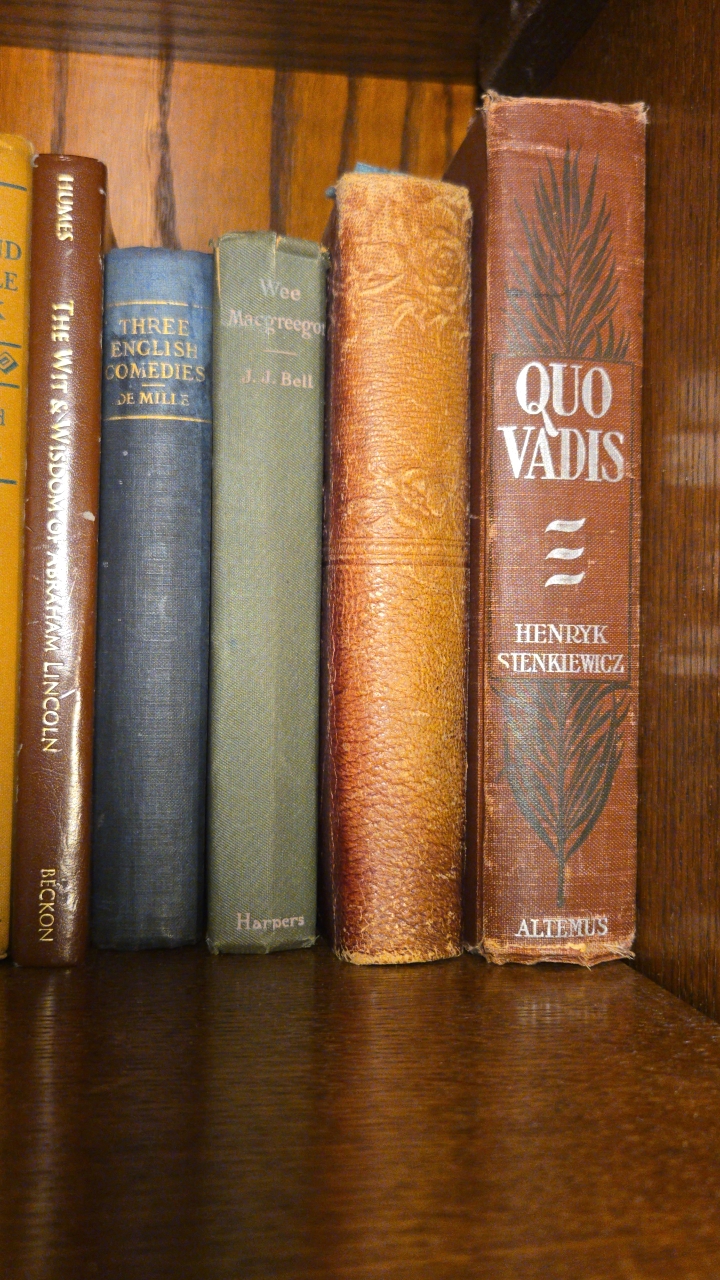 HUMES
THE WIT & WISDOM OF ABRAHAM LINCOLN
BECKON
THREE
ENGLISH
COMEDIES
DE MILLE
Wee
Macgreegor
J. J. Bell
Harpers
QUO
VADIS
HENRYK
SIENKIEWICZ
ALTEMUS